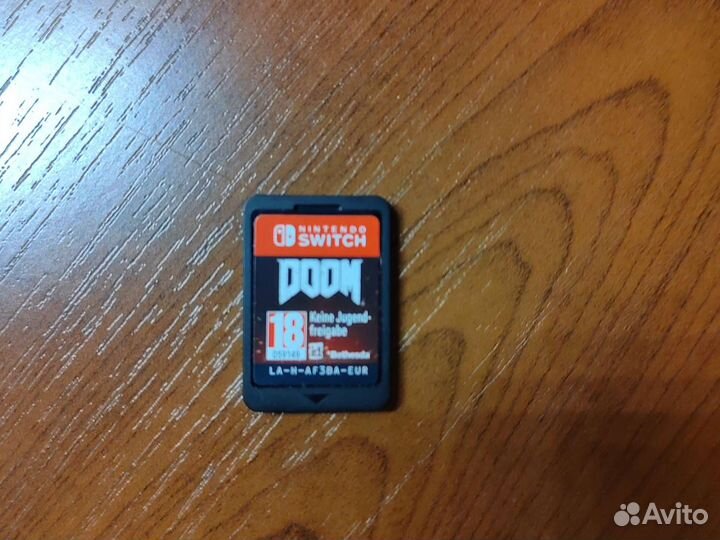 NINTENDO
SWITCH
DOOM
18
Keine Jugend-
freigabe
Bethesda
LA-H-AF3BA-EUR
Avito